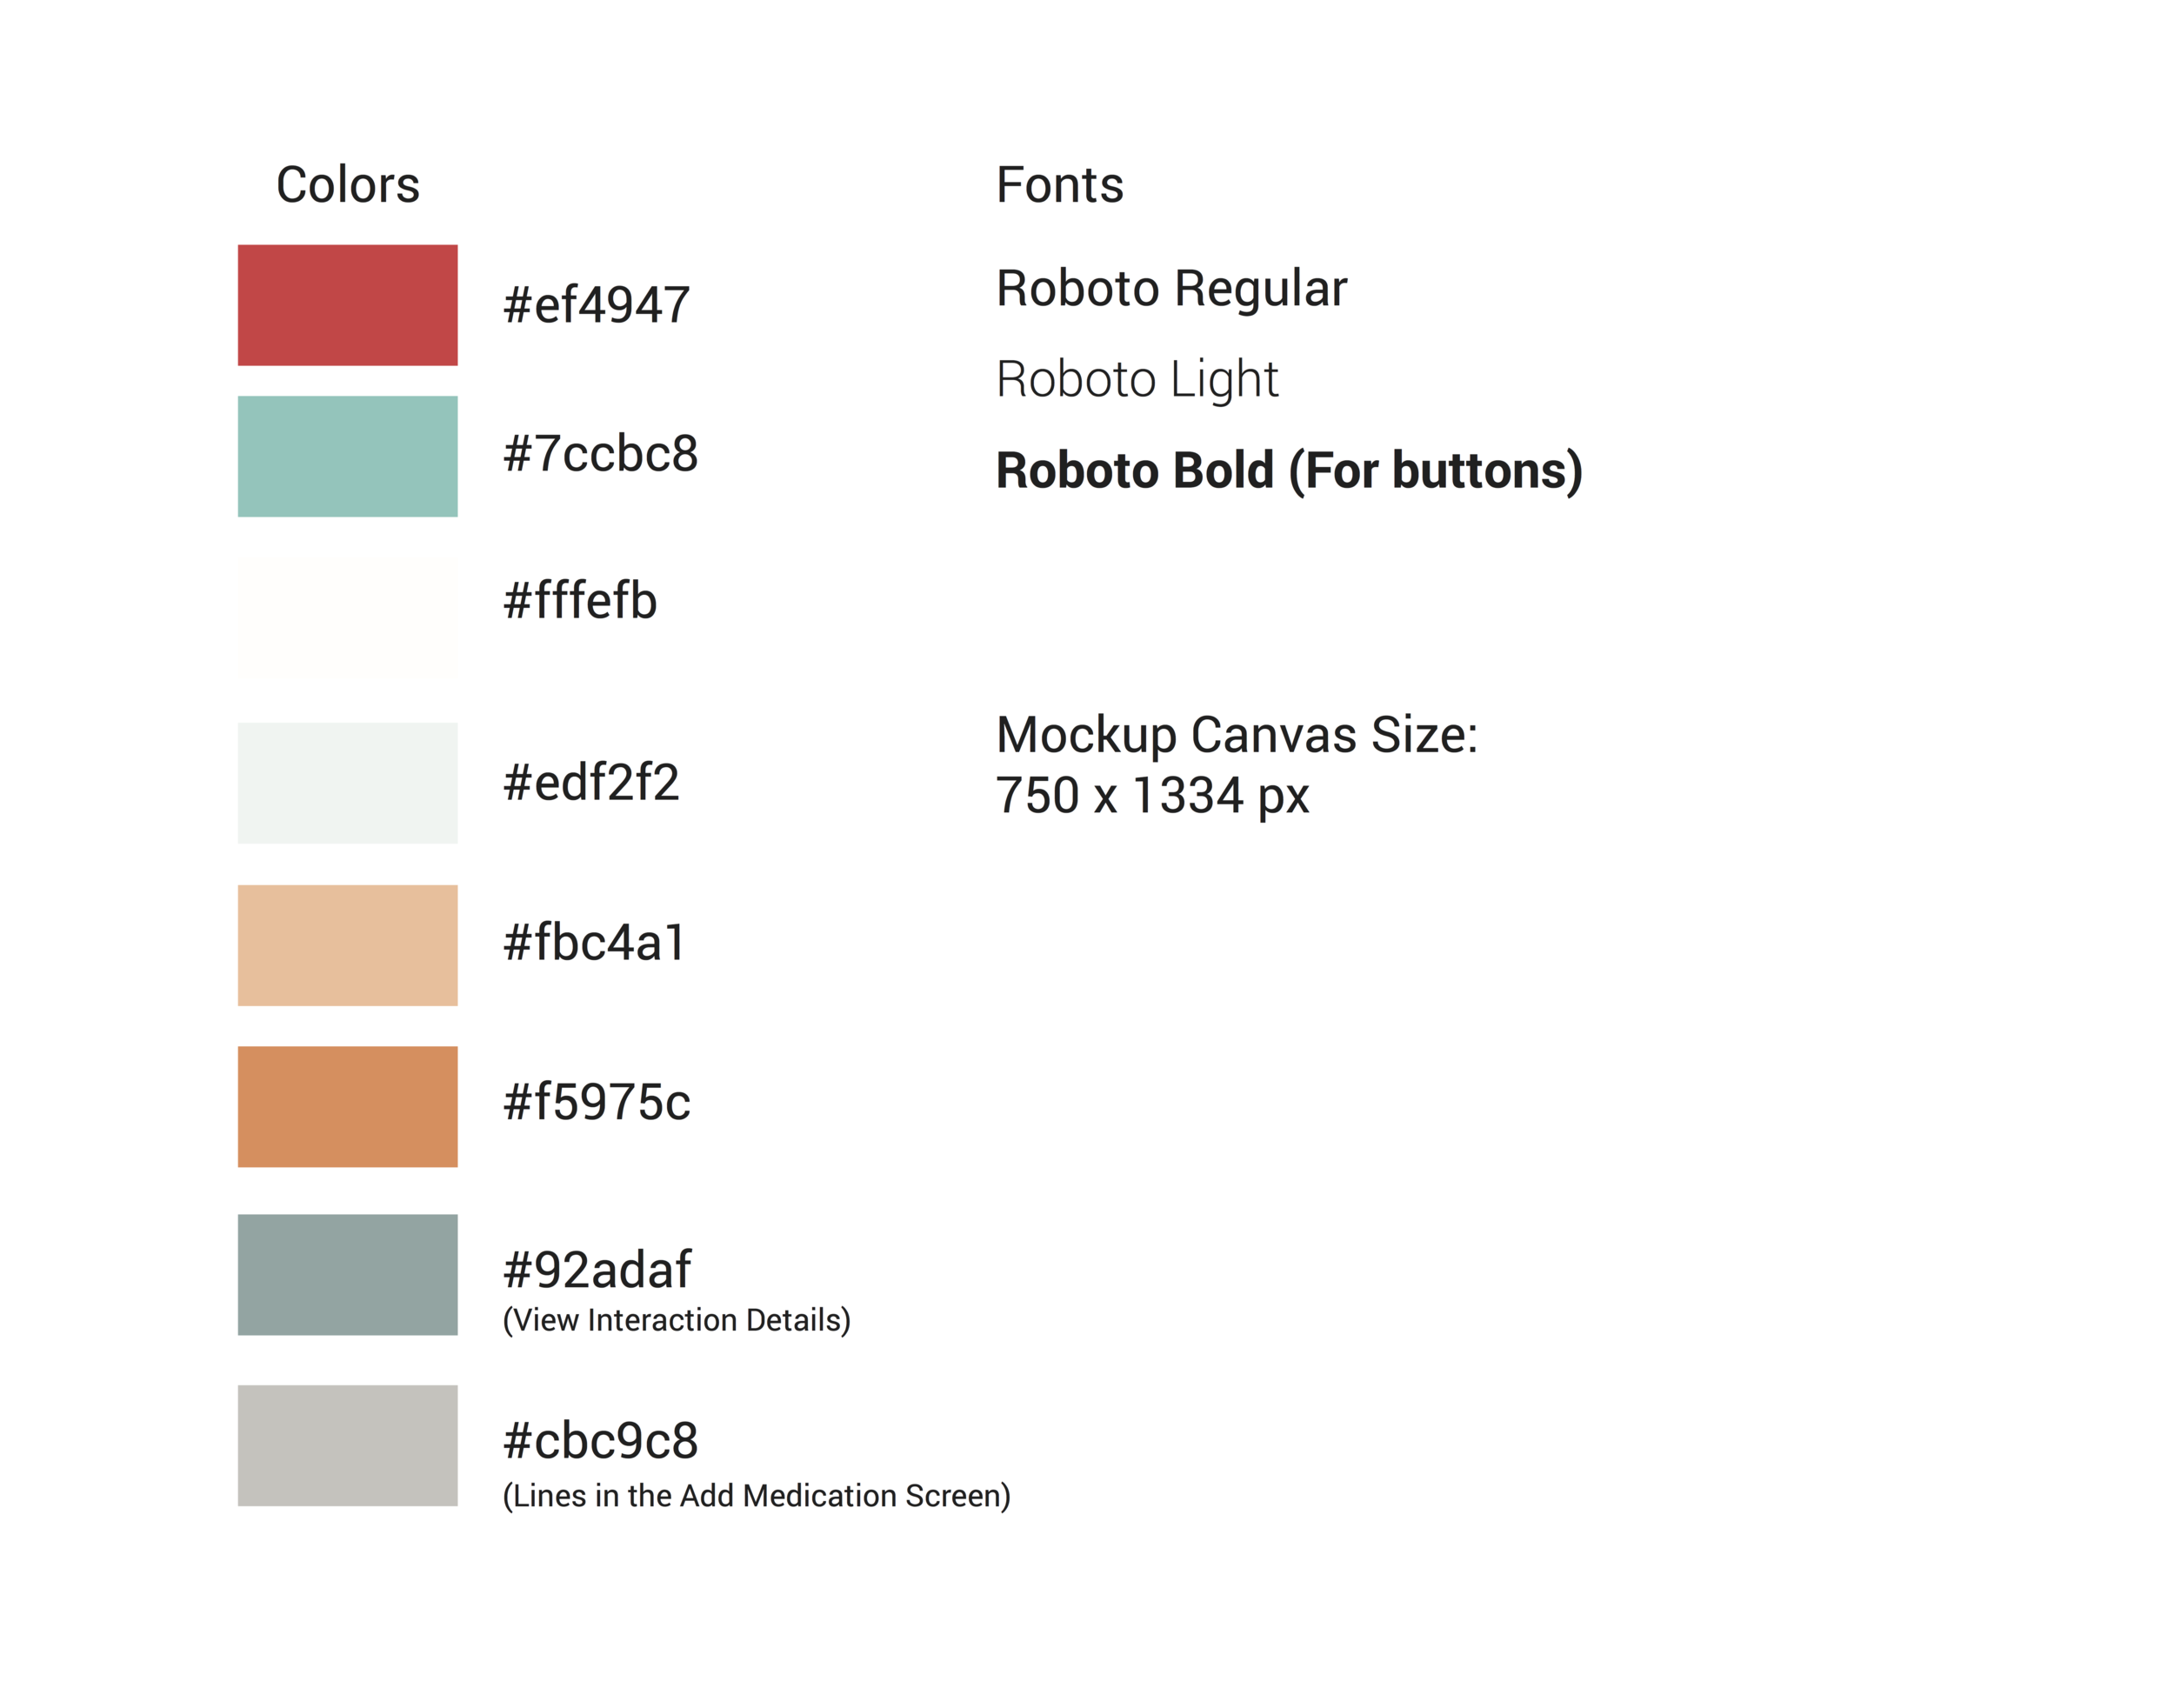 Colors
#ef4947
#7ccbc8
#fffefb
#edf2f2
#fbc4a1
#f5975c
#92adaf
(View Interaction Details)
#cbc9c8
(Lines in the Add Medication Screen)
Fonts
Roboto Regular
Roboto Light
Roboto Bold (For buttons)
Mockup Canvas Size:
750 x 1334 px